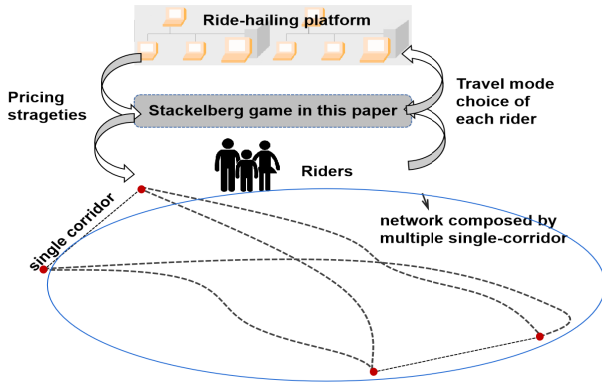 Ride-hailing platform
Pricing
strageties
Stackelberg game in this paper
Travel mode
choice of
each rider
Riders
single corridor
network composed by
multiple single-corridor